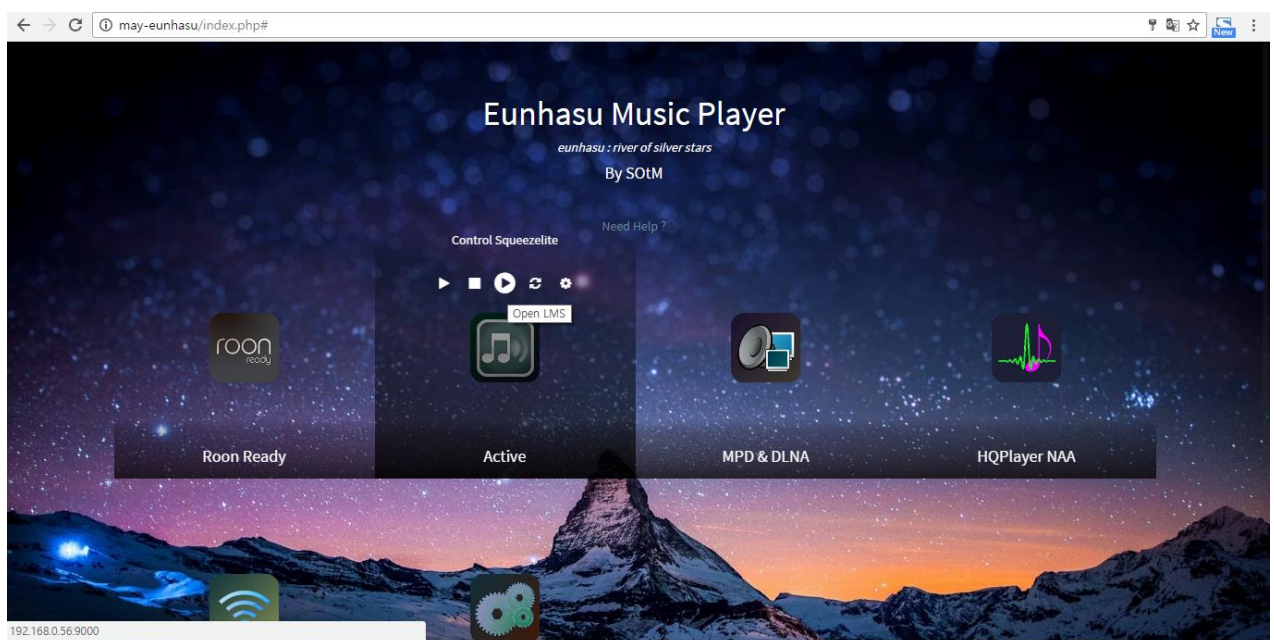 may-eunhasu/index.php#
New
Eunhasu Music Player
eunhasu : river of silver stars
By SOtM
Need Help ?
Control Squeezelite
Open LMS
roon
ready
Roon Ready
Active
MPD & DLNA
HQPlayer NAA
192.168.0.56:9000